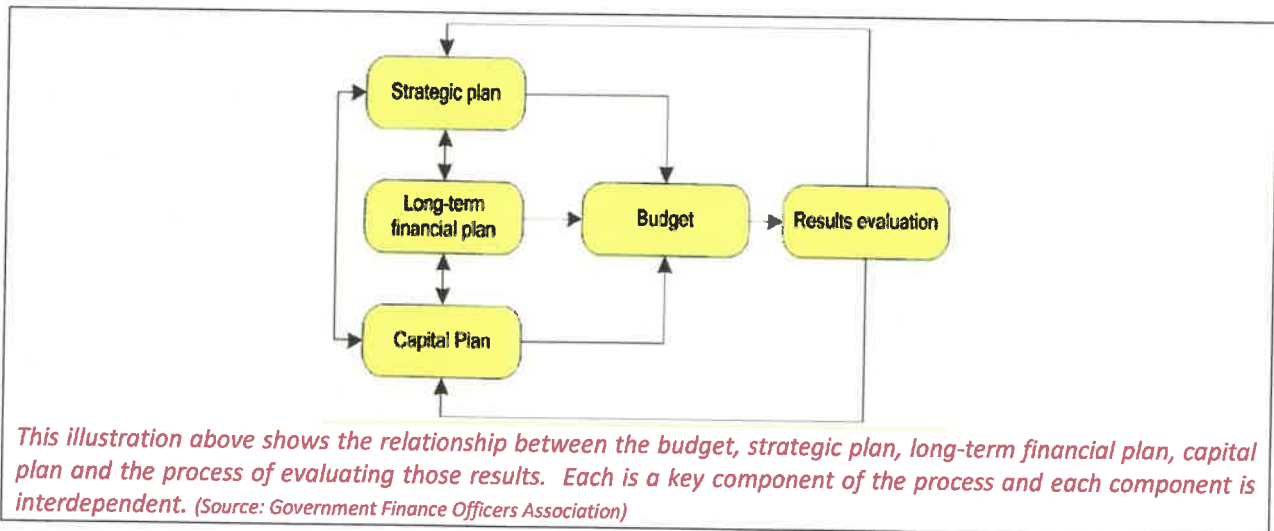 Strategic plan
Long-term
financial plan
Budget
Results evaluation
Capital Plan
This illustration above shows the relationship between the budget, strategic plan, long-term financial plan, capital
plan and the process of evaluating those results. Each is a key component of the process and each component is
interdependent. (Source: Government Finance Officers Association)